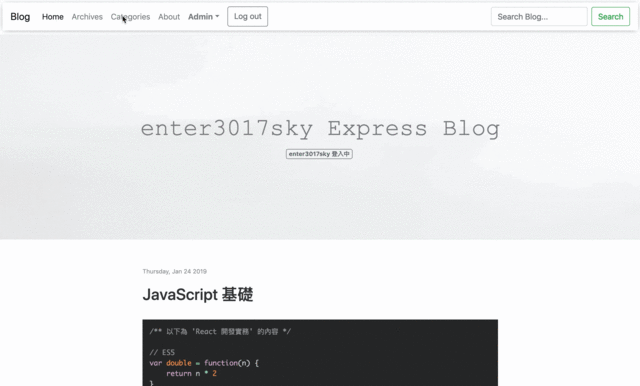 Blog Home Archives Categories About Admin Log out Search Blog... Search
enter3017sky Express Blog
enter3017sky 登入中
Thursday, Jan 24 2019
JavaScript 基礎
/** 以下為 'React 開發實務' 的內容 */
// ES5
var double = function(n) {
return n * 2
}